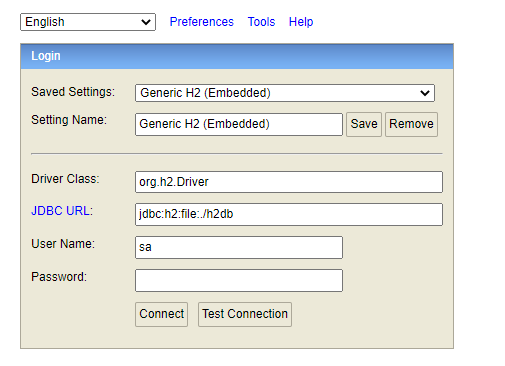 English Preferences Tools Help
Login
Saved Settings: Generic H2 (Embedded)
Setting Name: Generic H2 (Embedded) Save Remove
Driver Class: org.h2.Driver
JDBC URL: jdbc:h2:file:./h2db
User Name: sa
Password:
Connect Test Connection